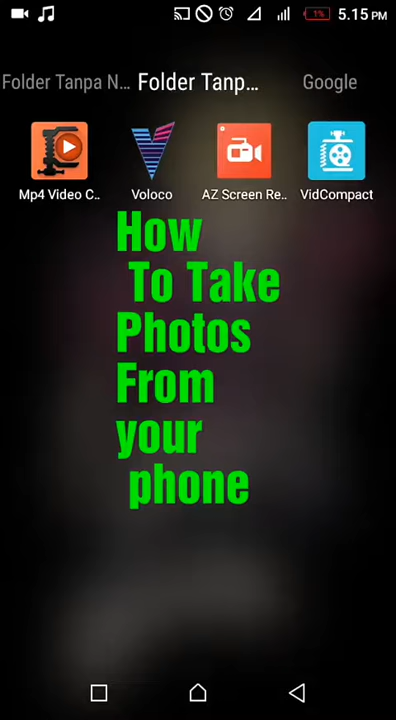 1%
5.15 PM
Folder Tanpa N... Folder Tanp... Google
Mp4 Video C.. Voloco AZ Screen Re.. VidCompact
How
To Take
Photos
From
your
phone